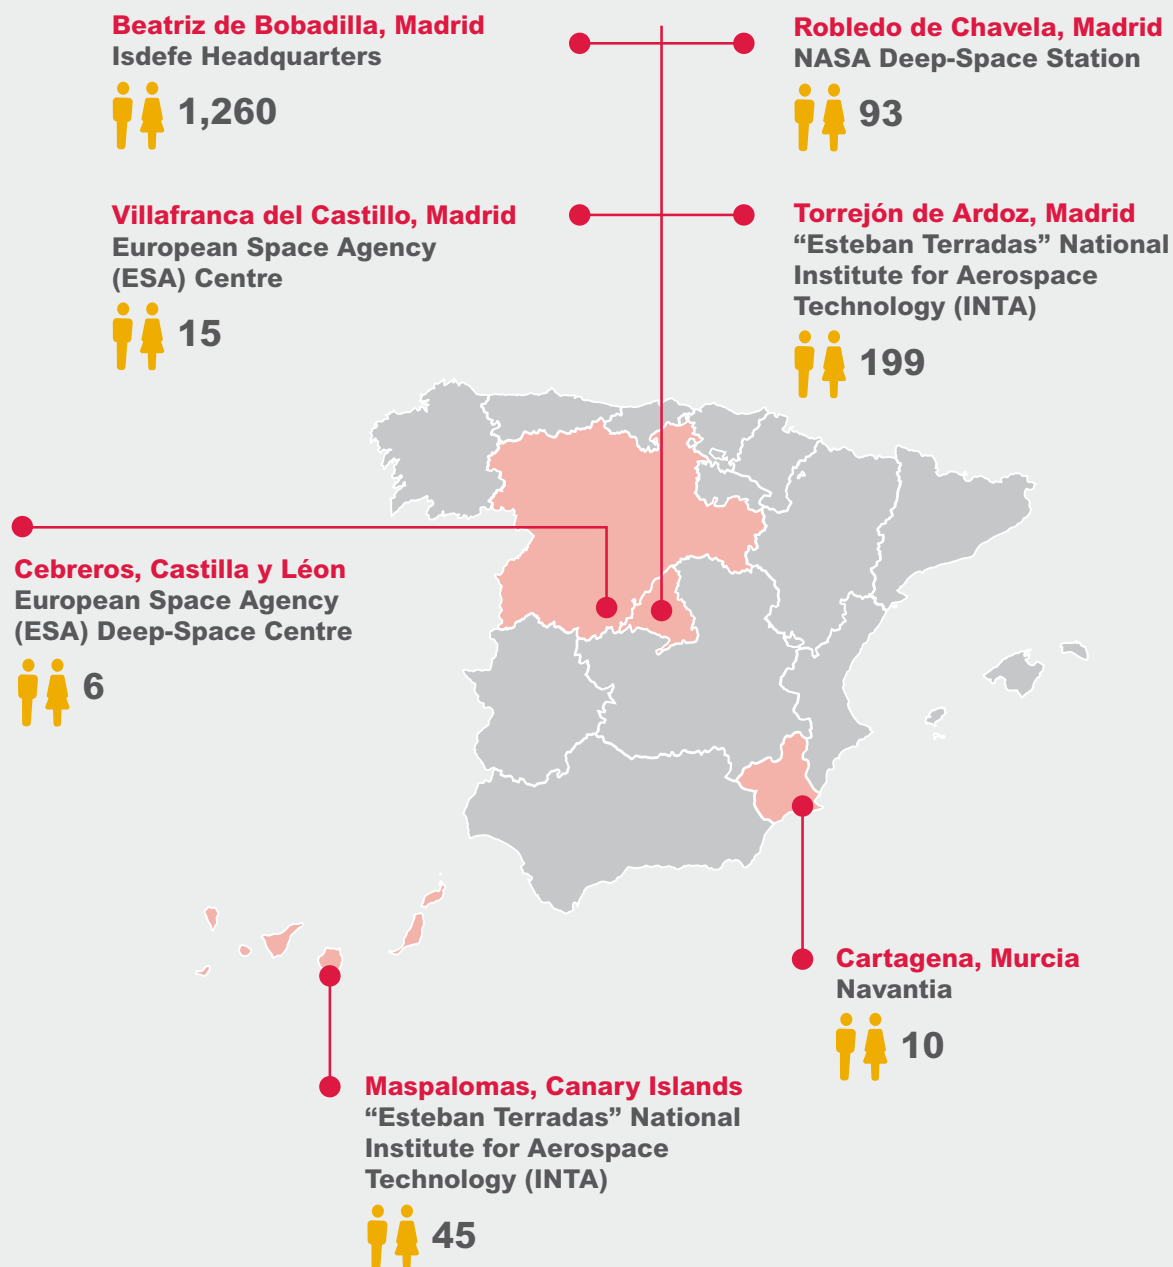 Beatriz de Bobadilla, Madrid
Isdefe Headquarters
1,260
Robledo de Chavela, Madrid
NASA Deep-Space Station
93
Villafranca del Castillo, Madrid
European Space Agency
(ESA) Centre
15
Torrejón de Ardoz, Madrid
“Esteban Terradas” National
Institute for Aerospace
Technology (INTA)
199
Cebreros, Castilla y Léon
European Space Agency
(ESA) Deep-Space Centre
6
Cartagena, Murcia
Navantia
10
Maspalomas, Canary Islands
“Esteban Terradas” National
Institute for Aerospace
Technology (INTA)
45